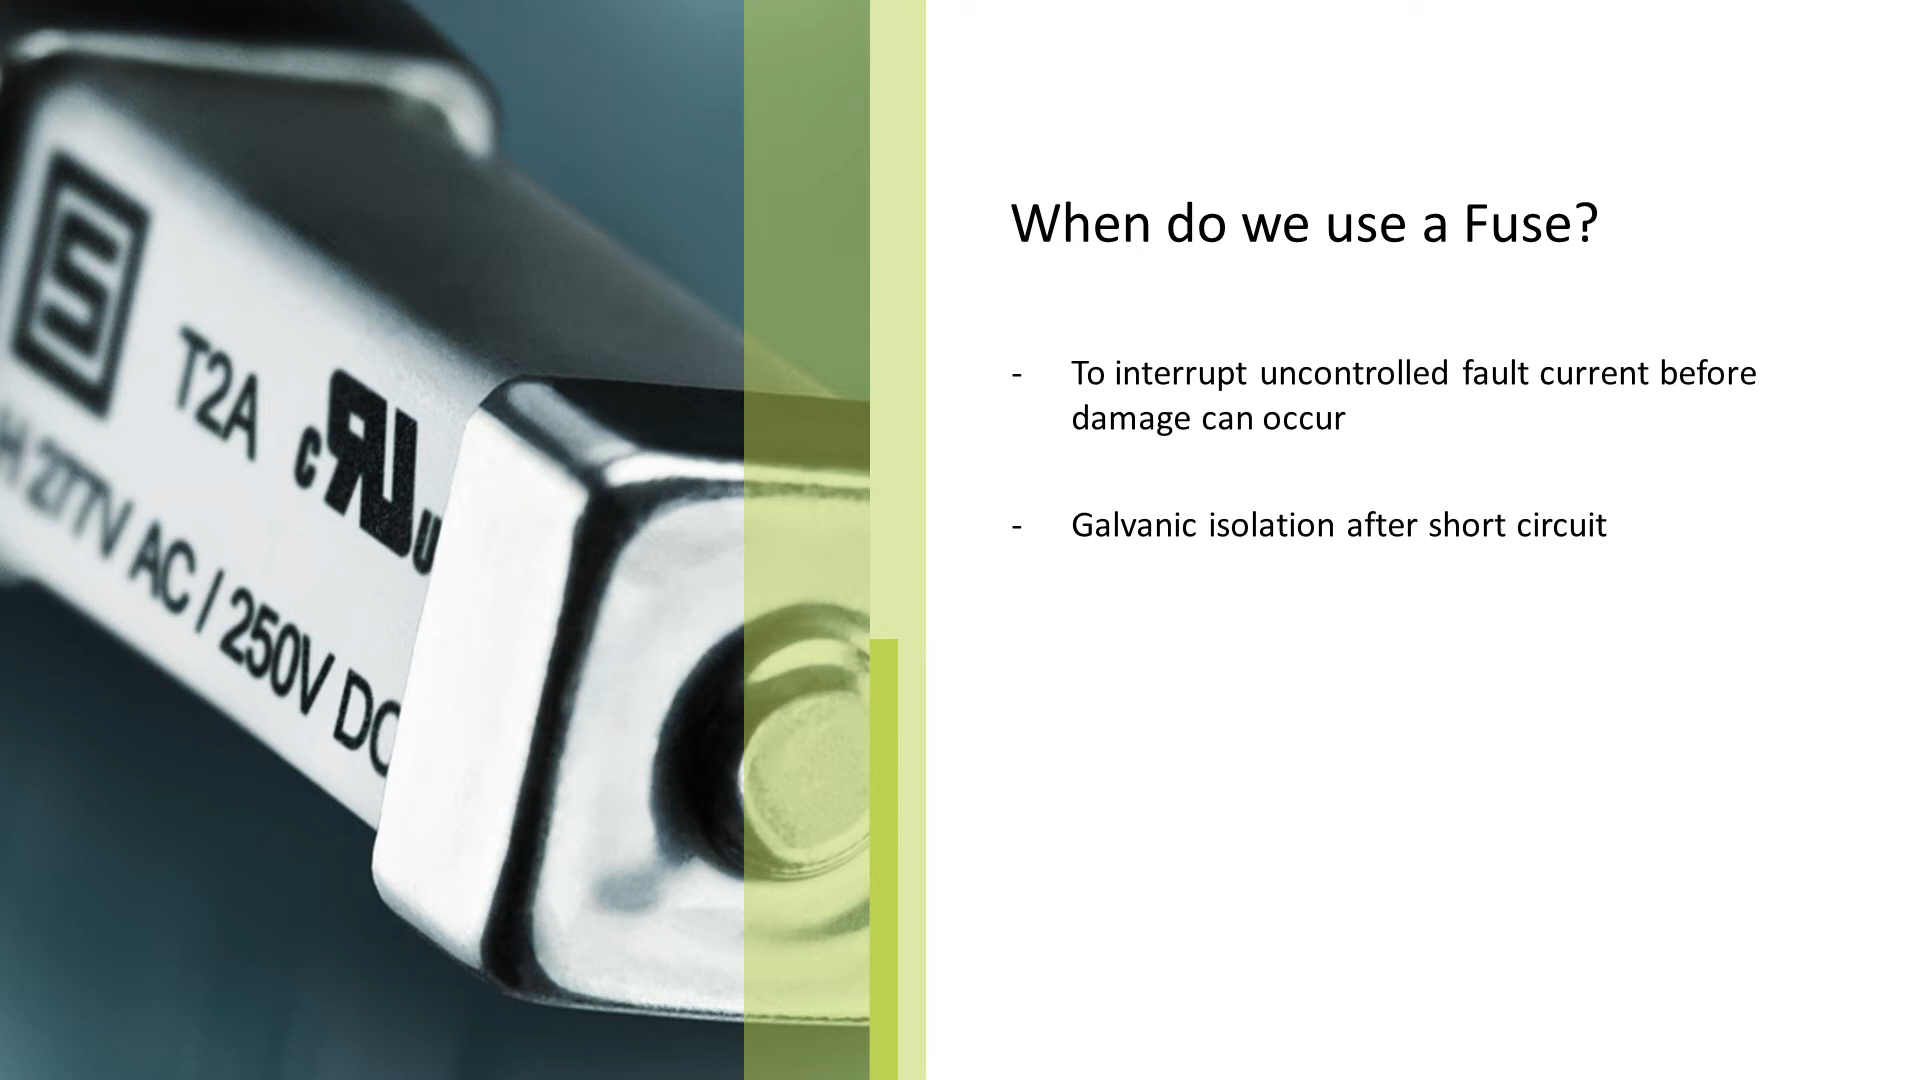 T2A
c RU u
H 277V AC / 250V DC
When do we use a Fuse?
- To interrupt uncontrolled fault current before
damage can occur
- Galvanic isolation after short circuit